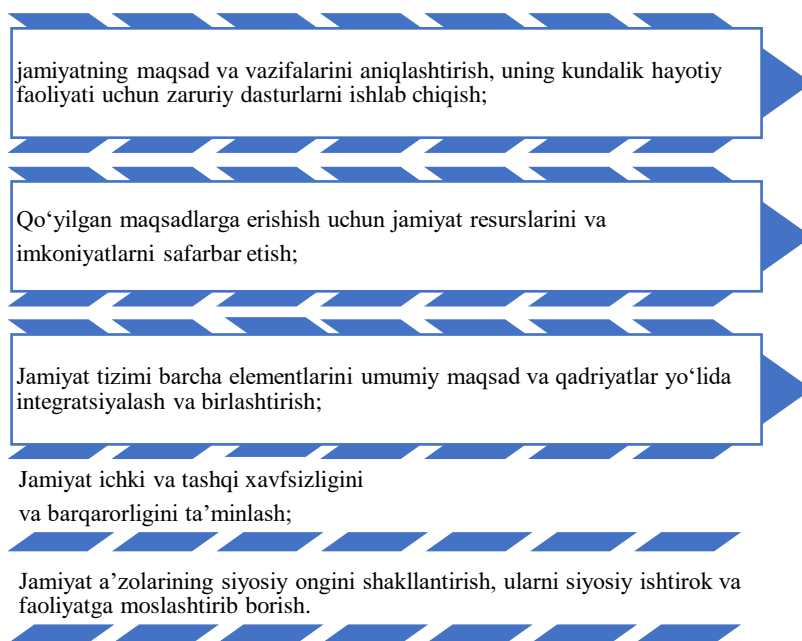 jamiyatning maqsad va vazifalarini aniqlashtirish, uning kundalik hayotiy
faoliyati uchun zaruriy dasturlarni ishlab chiqish;
Qo‘yilgan maqsadlarga erishish uchun jamiyat resurslarini va
imkoniyatlarni safarbar etish;
Jamiyat tizimi barcha elementlarini umumiy maqsad va qadriyatlar yo‘lida
integratsiyalash va birlashtirish;
Jamiyat ichki va tashqi xavfsizligini
va barqarorligini ta’minlash;
Jamiyat a’zolarining siyosiy ongini shakllantirish, ularni siyosiy ishtirok va
faoliyatga moslashtirib borish.